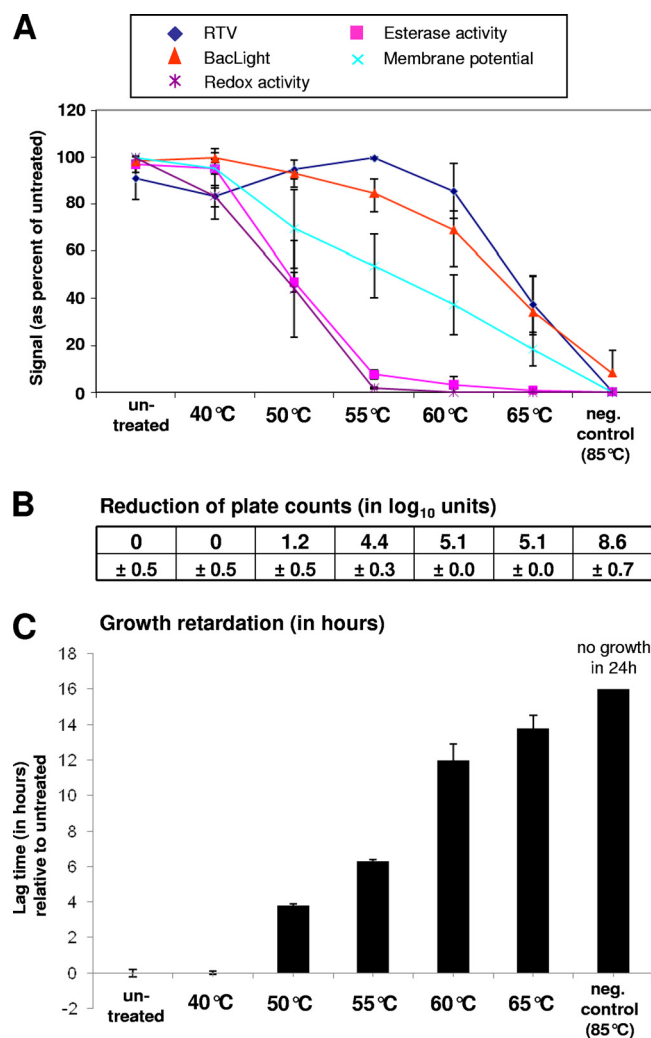 A
RTV
Esterase activity
BacLight
Membrane potential
Redox activity
Signal (as percent of untreated)
120
100
80
60
40
20
0
un-
treated
40°C
50°C
55°C
60°C
65°C
neg.
control
(85°C)
B
Reduction of plate counts (in log10 units)
0 0 1.2 4.4 5.1 5.1 8.6
± 0.5 ± 0.5 ± 0.5 ± 0.3 ± 0.0 ± 0.0 ± 0.7
C
Growth retardation (in hours)
Lag time (in hours)
relative to untreated
18
16
14
12
10
8
6
4
2
0
-2
no growth
in 24h
un-
treated
40°C
50°C
55°C
60°C
65°C
neg.
control
(85°C)